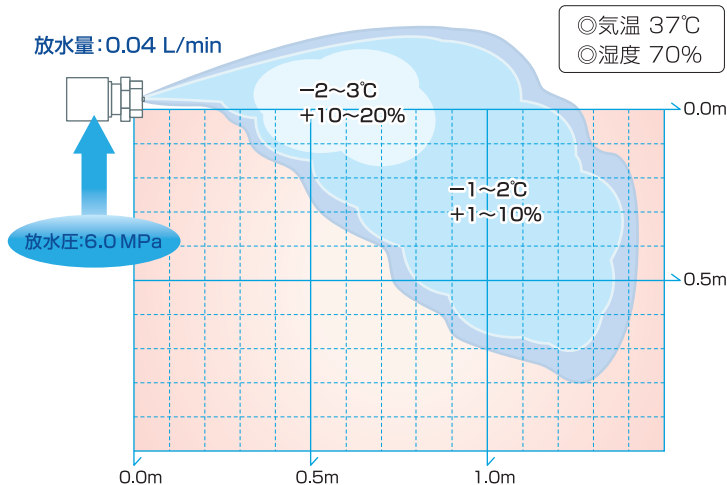 放水量:0.04 L/min
◎気温 37℃
◎湿度 70%
−2〜3℃
+10〜20%
0.0m
−1〜2℃
+1〜10%
放水圧:6.0 MPa
0.5m
0.0m
0.5m
1.0m